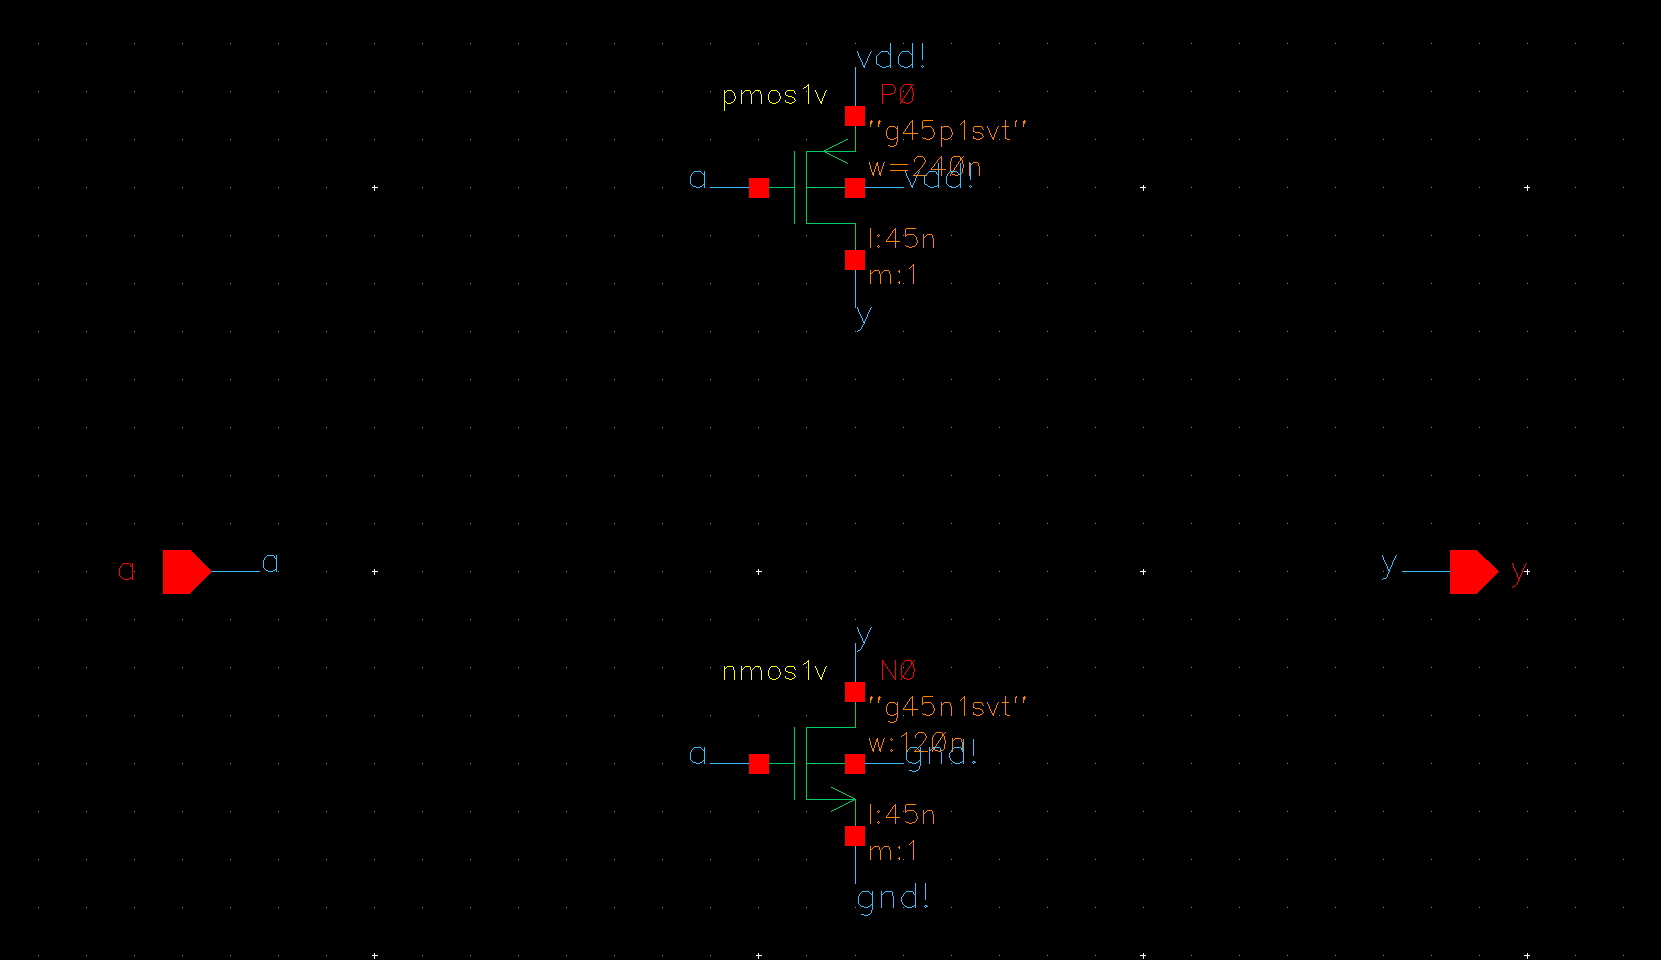 vdd!
pmos1v P0
"g45p1svt"
w=240n
a vdd!
l:45n
m:1
y
a a
y y
y
nmos1v N0
"g45n1svt"
w:120n
a gnd!
l:45n
m:1
gnd!